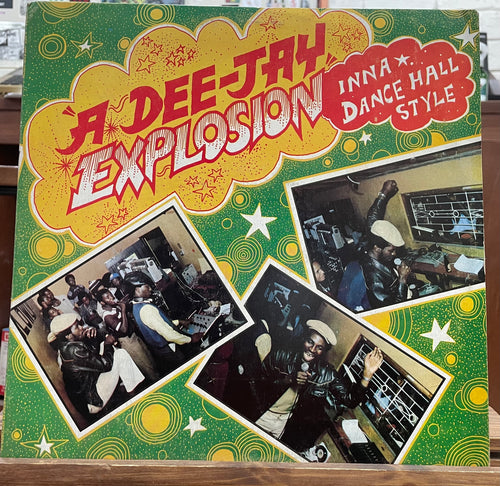 "A DEE-JAY
EXPLOSION"
INNA
DANCE HALL
STYLE